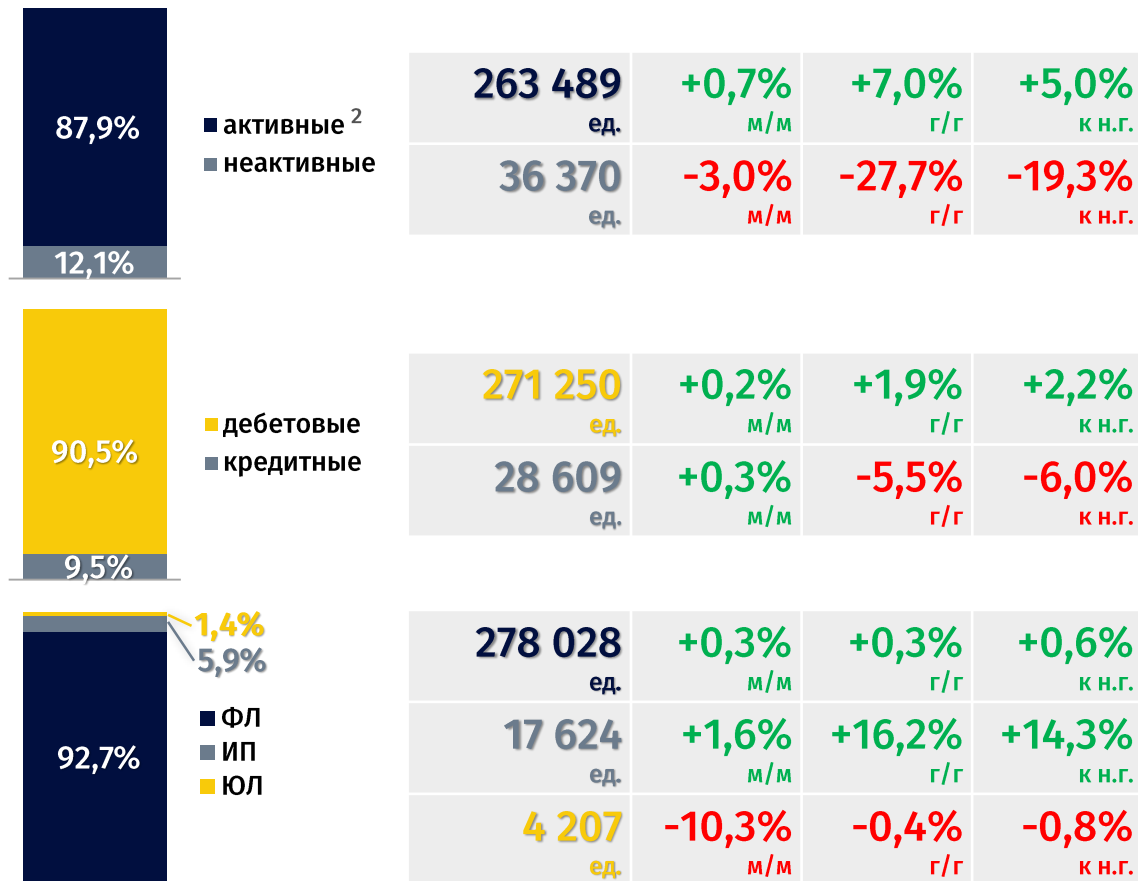 87,9%
12,1%
активные 2
неактивные
263 489 +0,7% +7,0% +5,0%
ед. м/м г/г к н.г.
36 370 -3,0% -27,7% -19,3%
ед. м/м г/г к н.г.
90,5%
9,5%
дебетовые
кредитные
271 250 +0,2% +1,9% +2,2%
ед. м/м г/г к н.г.
28 609 +0,3% -5,5% -6,0%
ед. м/м г/г к н.г.
1,4%
5,9%
92,7%
ФЛ
ИП
ЮЛ
278 028 +0,3% +0,3% +0,6%
ед. м/м г/г к н.г.
17 624 +1,6% +16,2% +14,3%
ед. м/м г/г к н.г.
4 207 -10,3% -0,4% -0,8%
ед. м/м г/г к н.г.